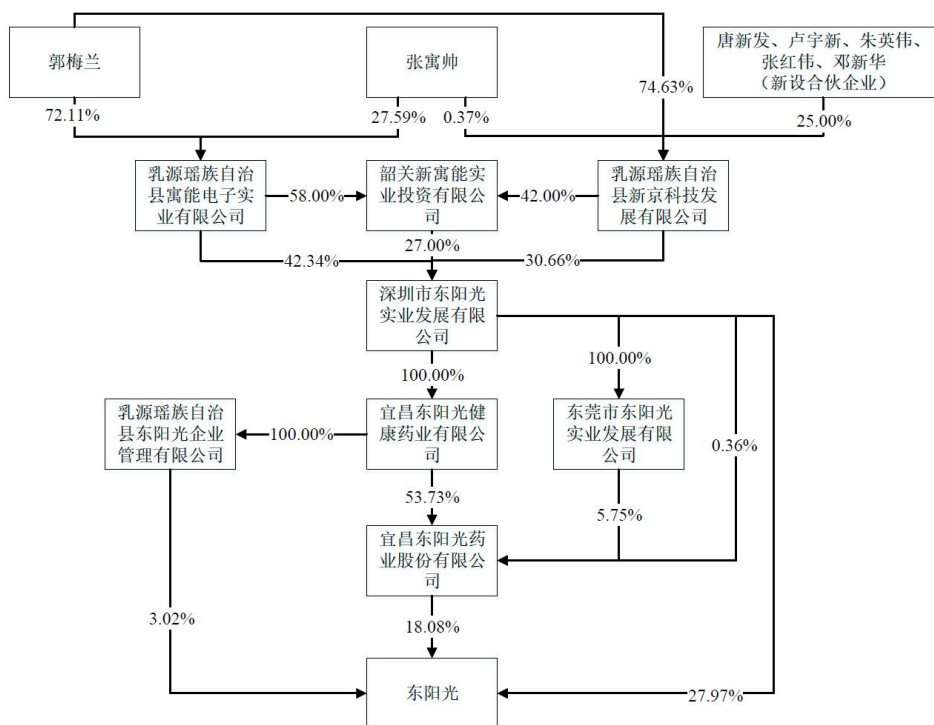 郭梅兰
张寓帅
唐新发、卢宇新、朱英伟、
张红伟、邓新华
（新设合伙企业）
72.11%
27.59%
0.37%
74.63%
25.00%
乳源瑶族自治
县寓能电子实
业有限公司
58.00%
韶关新寓能实
业投资有限公
司
42.00%
乳源瑶族自治
县新京科技发
展有限公司
42.34%
27.00%
30.66%
深圳市东阳光
实业发展有限
公司
100.00%
100.00%
乳源瑶族自治
县东阳光企业
管理有限公司
100.00%
宜昌东阳光健
康药业有限公
司
东莞市东阳光
实业发展有限
公司
0.36%
53.73%
5.75%
宜昌东阳光药
业股份有限公
司
3.02%
18.08%
东阳光
27.97%